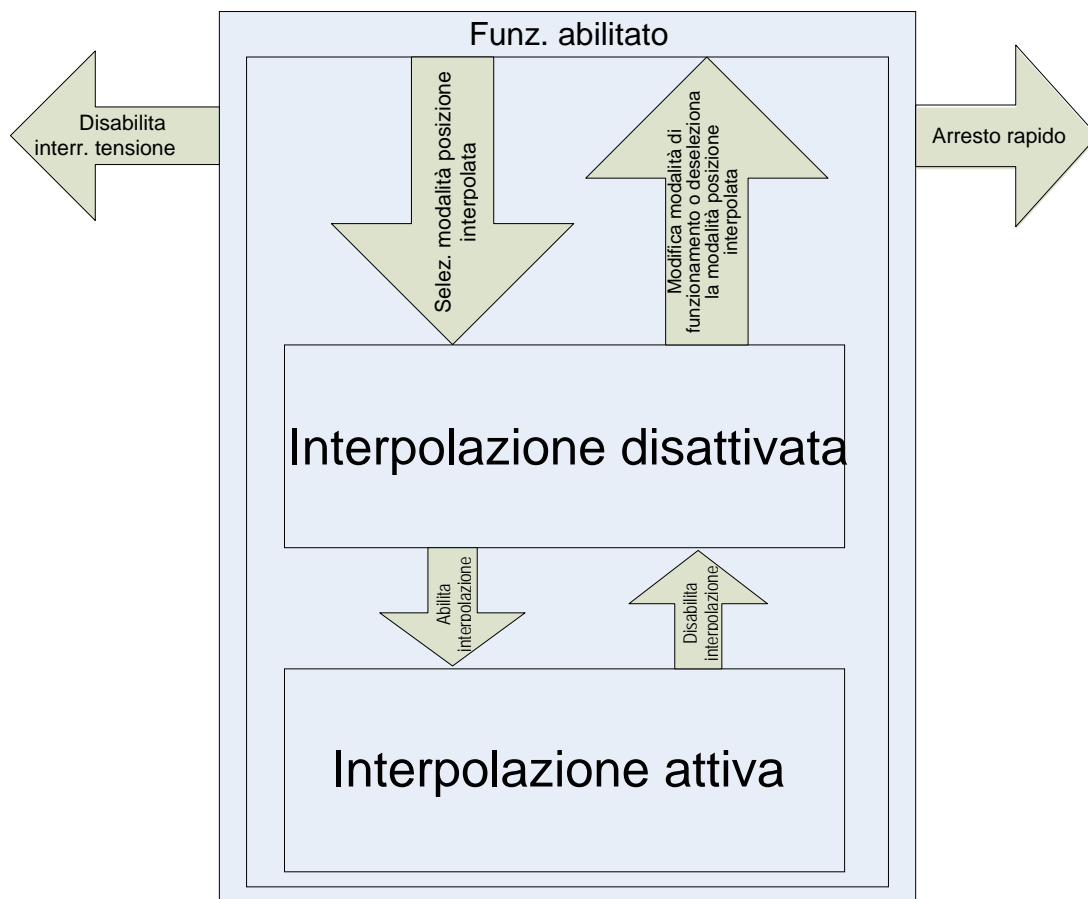 Funz. abilitato
Disabilita
interr. tensione
Selez. modalità posizione
interpolata
Modifica modalità di
funzionamento o deseleziona
la modalità posizione
interpolata
Arresto rapido
Interpolazione disattivata
Abilita
interpolazione
Disabilita
interpolazione
Interpolazione attiva